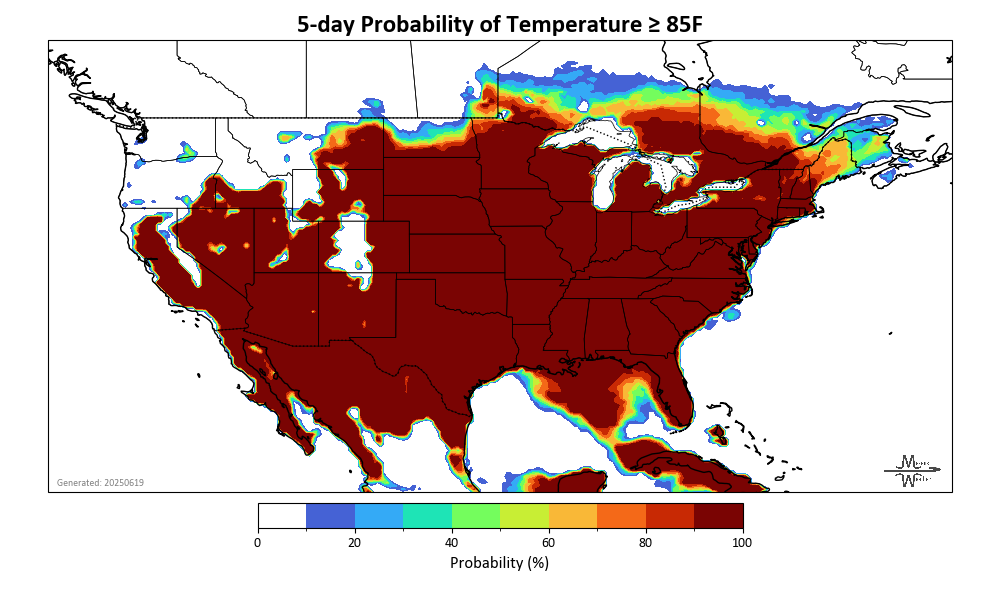 5-day Probability of Temperature ≥ 85F
Generated: 20250619
0 20 40 60 80 100
Probability (%)